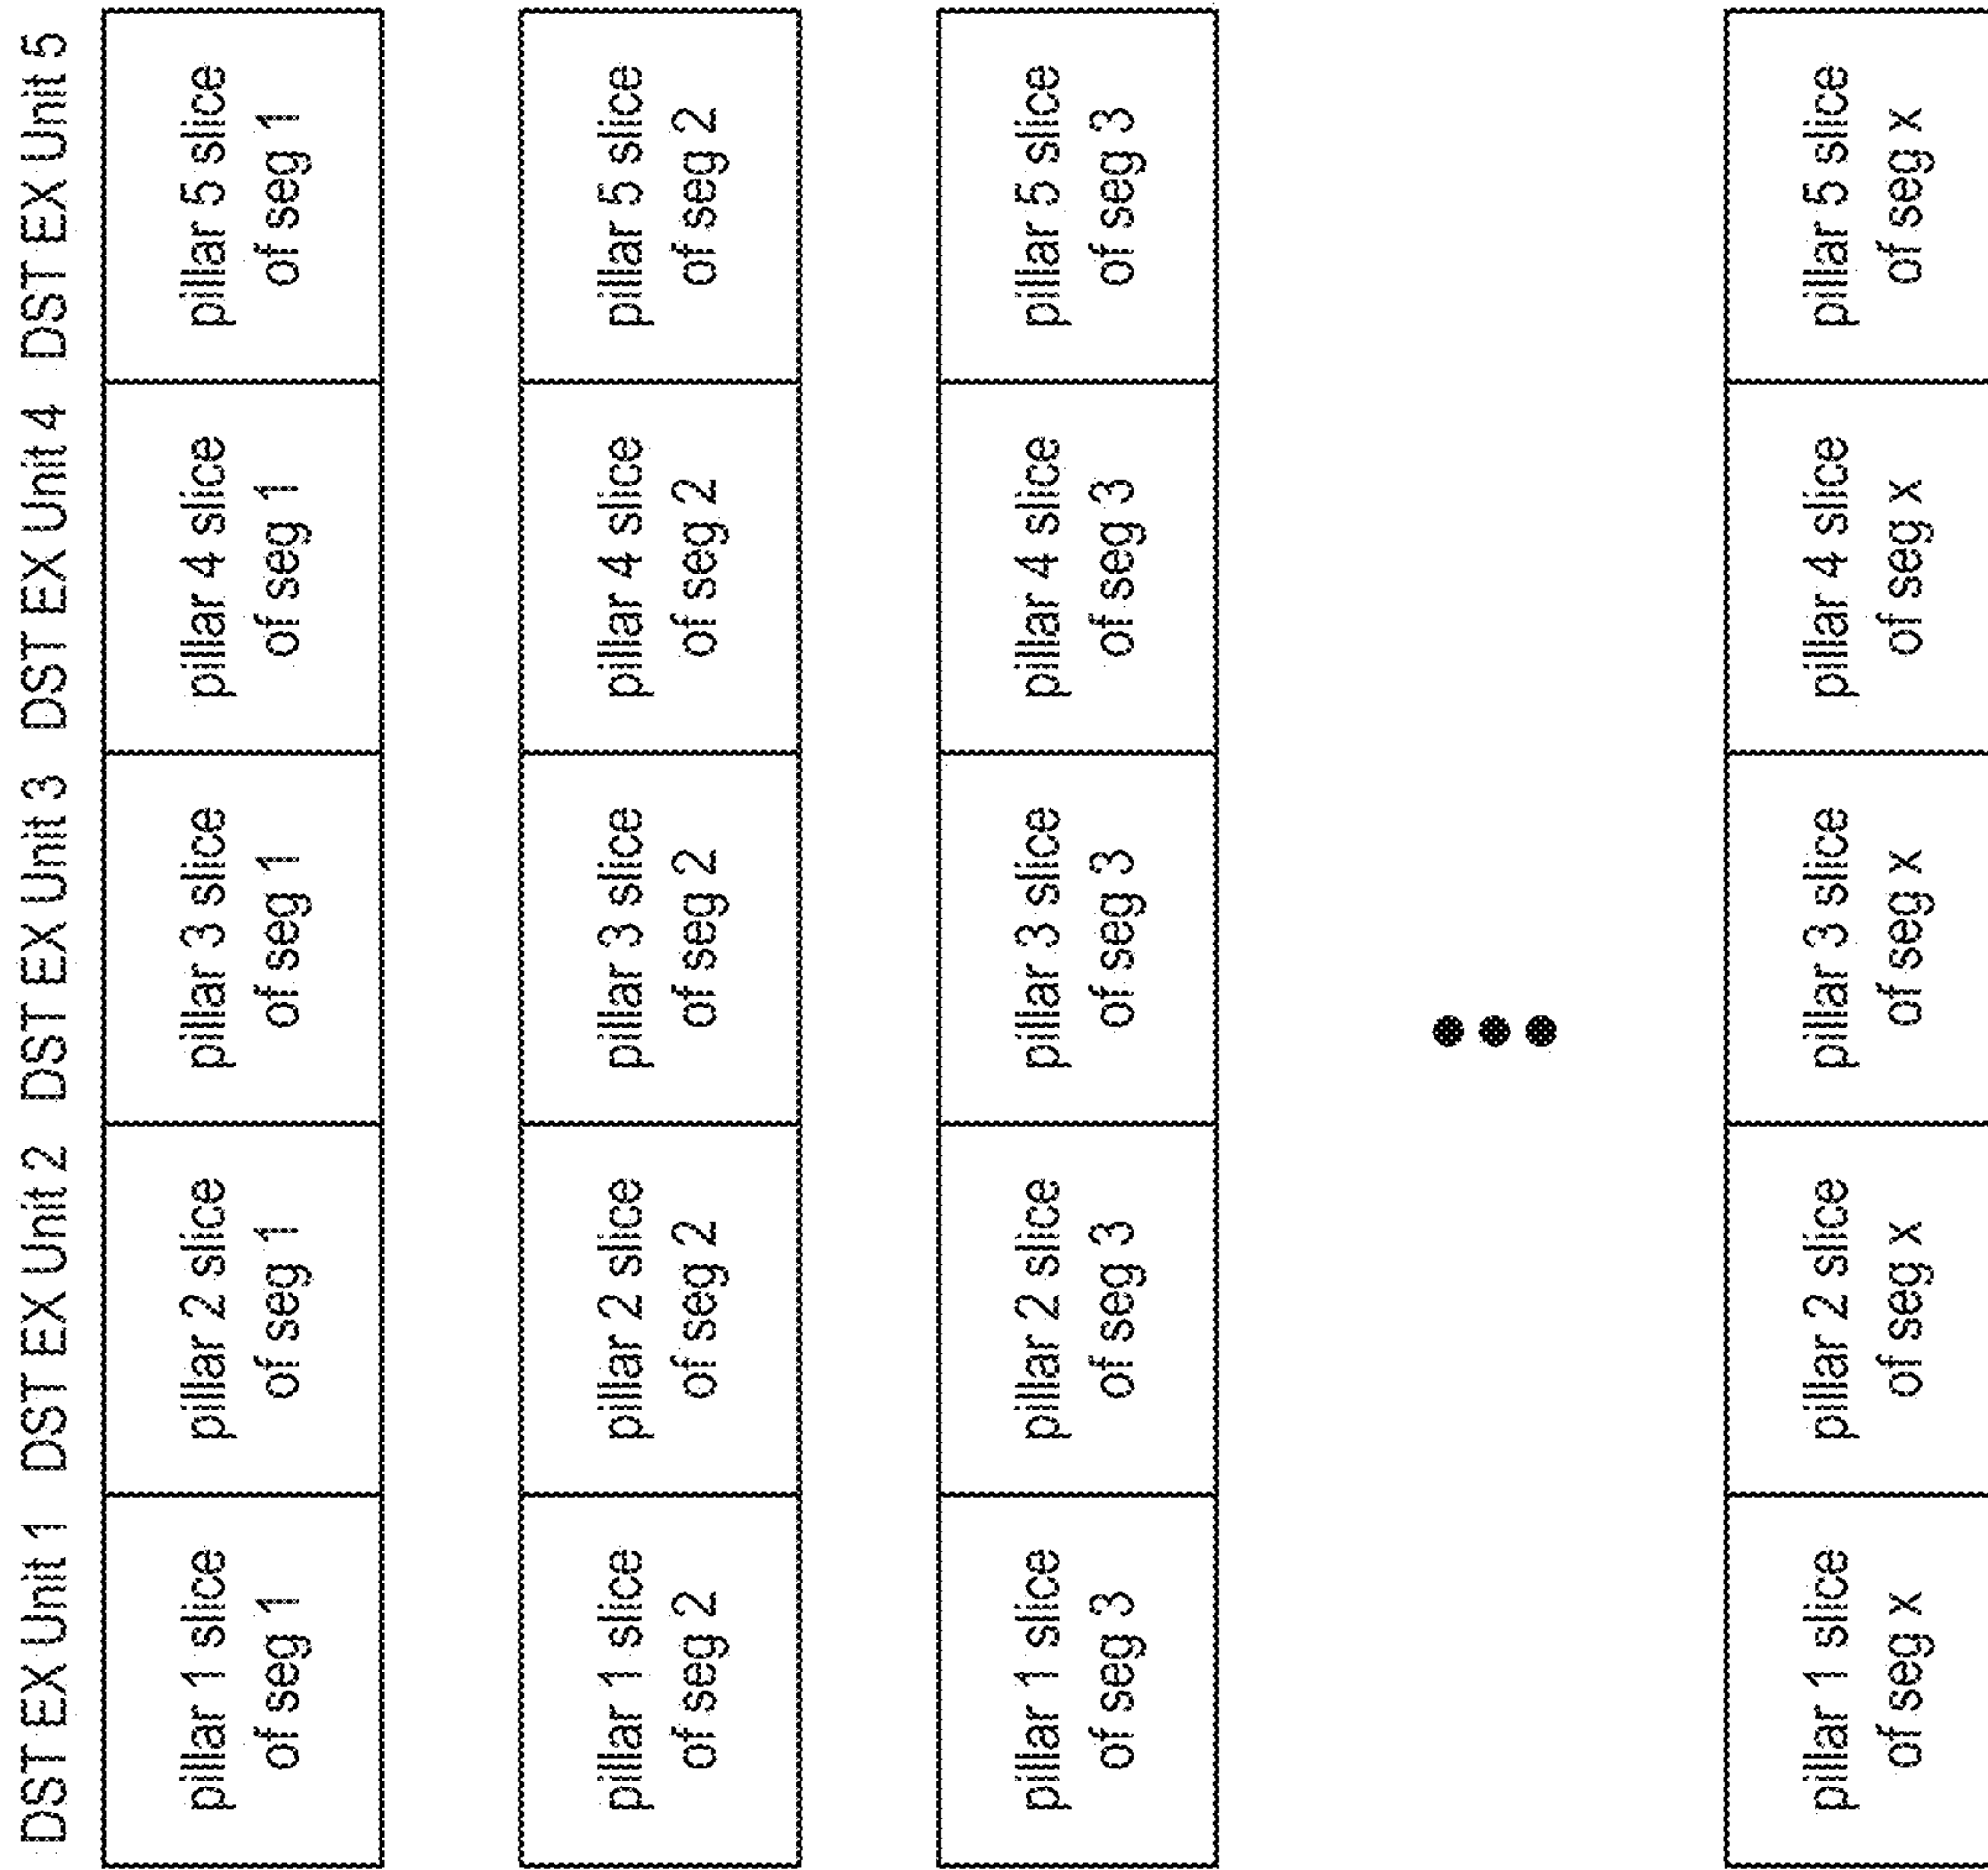 DST EX Unit 1 DST EX Unit 2 DST EX Unit 3 DST EX Unit 4 DST EX Unit 5
pillar 1 slice
of seg 1
pillar 2 slice
of seg 1
pillar 3 slice
of seg 1
pillar 4 slice
of seg 1
pillar 5 slice
of seg 1
pillar 1 slice
of seg 2
pillar 2 slice
of seg 2
pillar 3 slice
of seg 2
pillar 4 slice
of seg 2
pillar 5 slice
of seg 2
pillar 1 slice
of seg 3
pillar 2 slice
of seg 3
pillar 3 slice
of seg 3
pillar 4 slice
of seg 3
pillar 5 slice
of seg 3
pillar 1 slice
of seg x
pillar 2 slice
of seg x
pillar 3 slice
of seg x
pillar 4 slice
of seg x
pillar 5 slice
of seg x